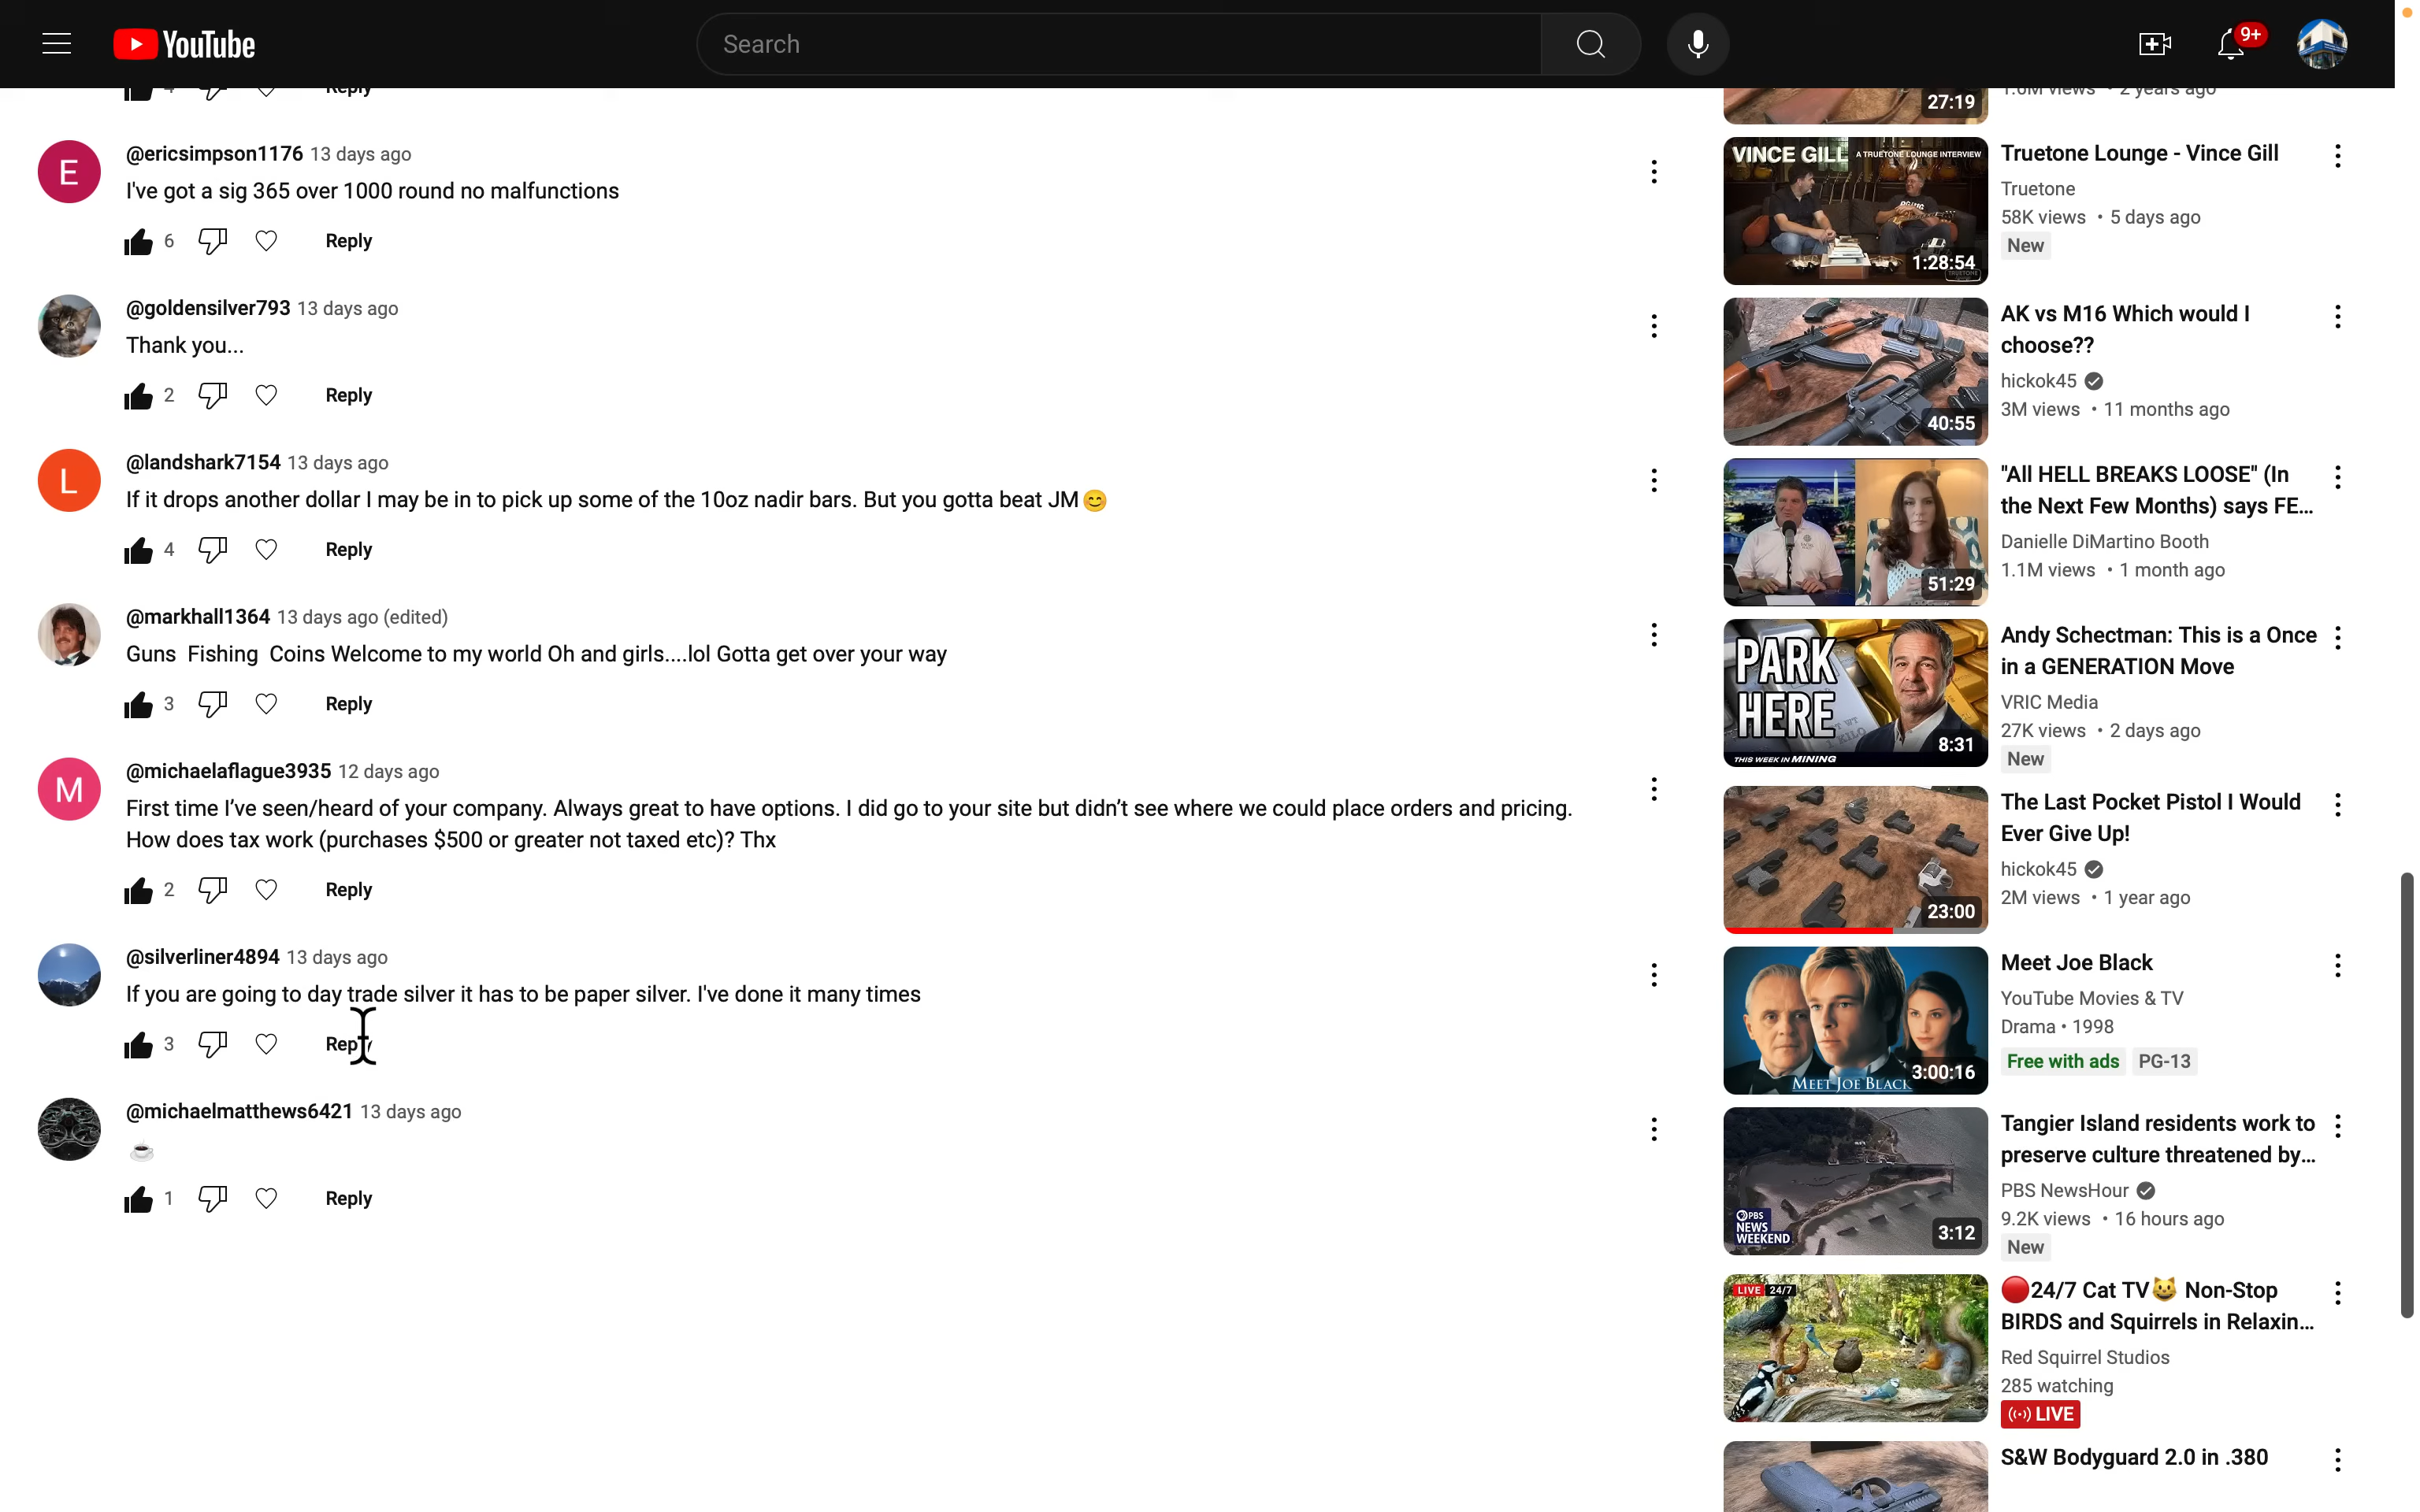 YouTube
Search
9+
4
Reply
@ericsimpson1176 13 days ago
I've got a sig 365 over 1000 round no malfunctions
6
Reply
@goldensilver793 13 days ago
Thank you...
2
Reply
@landshark7154 13 days ago
If it drops another dollar I may be in to pick up some of the 10oz nadir bars. But you gotta beat JM😊
4
Reply
@markhall1364 13 days ago (edited)
Guns Fishing Coins Welcome to my world Oh and girls....lol Gotta get over your way
3
Reply
@michaelaflague3935 12 days ago
First time I’ve seen/heard of your company. Always great to have options. I did go to your site but didn’t see where we could place orders and pricing.
How does tax work (purchases $500 or greater not taxed etc)? Thx
2
Reply
@silverliner4894 13 days ago
If you are going to day trade silver it has to be paper silver. I've done it many times
3
Reply
@michaelmatthews6421 13 days ago
☕
1
Reply
27:19
1.6M views • 2 years ago
VINCE GILL A TRUETONE LOUNGE INTERVIEW
1:28:54
Truetone Lounge - Vince Gill
Truetone
58K views • 5 days ago
New
40:55
AK vs M16 Which would I
choose??
hickok45
3M views • 11 months ago
51:29
"All HELL BREAKS LOOSE" (In
the Next Few Months) says FE...
Danielle DiMartino Booth
1.1M views • 1 month ago
PARK
HERE
8:31
THIS WEEK IN MINING
Andy Schectman: This is a Once
in a GENERATION Move
VRIC Media
27K views • 2 days ago
New
23:00
The Last Pocket Pistol I Would
Ever Give Up!
hickok45
2M views • 1 year ago
MEET JOE BLACK
3:00:16
Meet Joe Black
YouTube Movies & TV
Drama • 1998
Free with ads PG-13
PBS
NEWS
WEEKEND
3:12
Tangier Island residents work to
preserve culture threatened by...
PBS NewsHour
9.2K views • 16 hours ago
New
LIVE 24/7
🔴24/7 Cat TV😺 Non-Stop
BIRDS and Squirrels in Relaxin...
Red Squirrel Studios
285 watching
LIVE
S&W Bodyguard 2.0 in .380